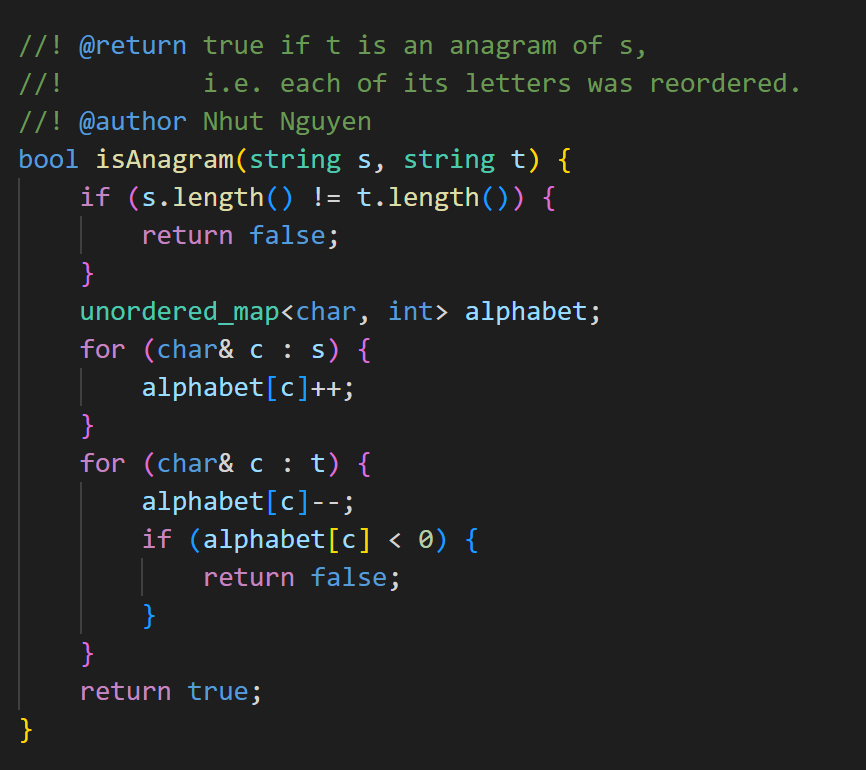 //! @return true if t is an anagram of s,
//!         i.e. each of its letters was reordered.
//! @author Nhut Nguyen
bool isAnagram(string s, string t) {
    if (s.length() != t.length()) {
        return false;
    }
    unordered_map<char, int> alphabet;
    for (char& c : s) {
        alphabet[c]++;
    }
    for (char& c : t) {
        alphabet[c]--;
        if (alphabet[c] < 0) {
            return false;
        }
    }
    return true;
}